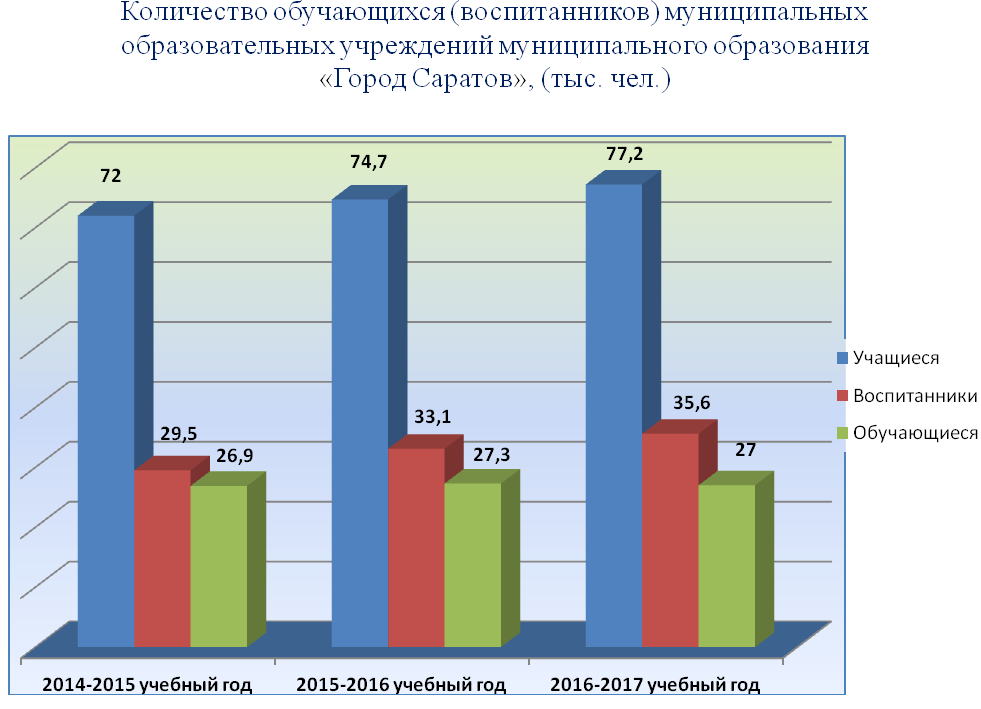 Количество обучающихся (воспитанников) муниципальных
образовательных учреждений муниципального образования
«Город Саратов», (тыс. чел.)
72
29,5
26,9
74,7
33,1
27,3
77,2
35,6
27
2014-2015 учебный год
2015-2016 учебный год
2016-2017 учебный год
Учащиеся
Воспитанники
Обучающиеся